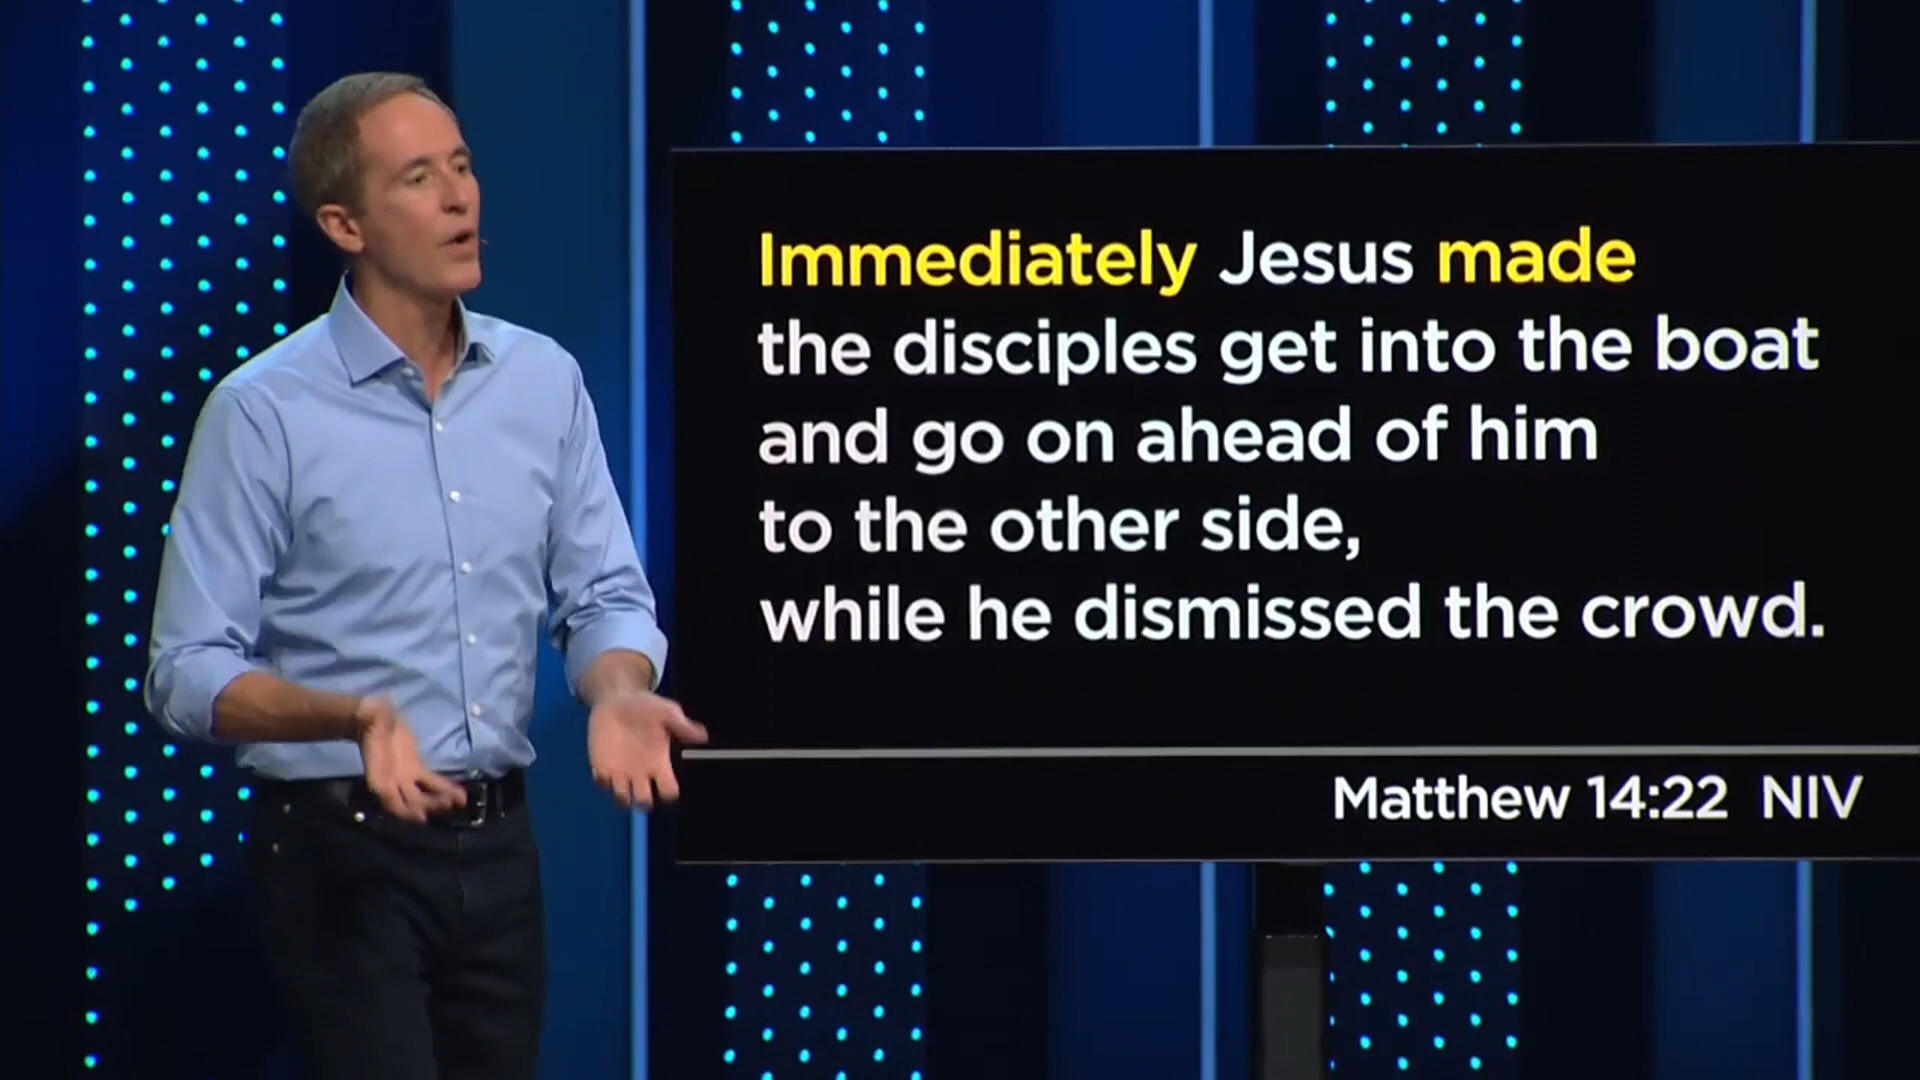 Immediately Jesus made
the disciples get into the boat
and go on ahead of him
to the other side,
while he dismissed the crowd.
Matthew 14:22 NIV